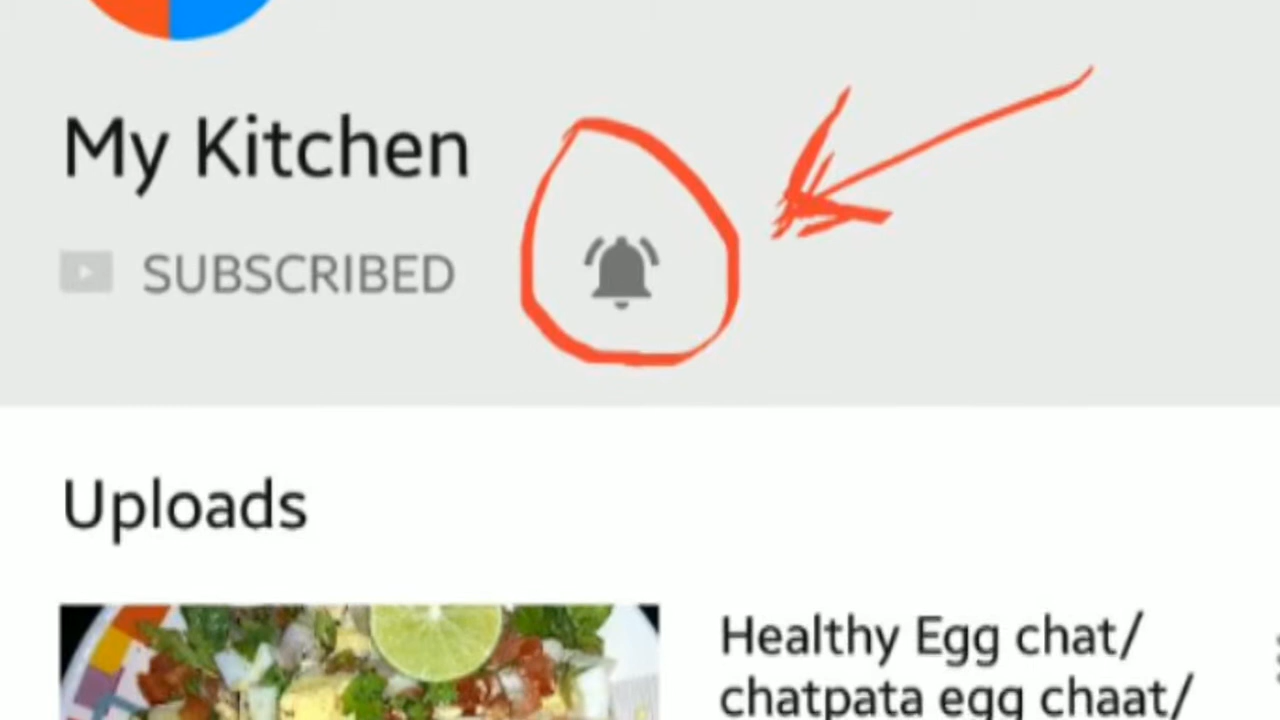 My Kitchen
SUBSCRIBED
Uploads
Healthy Egg chat/
chatpata egg chaat/